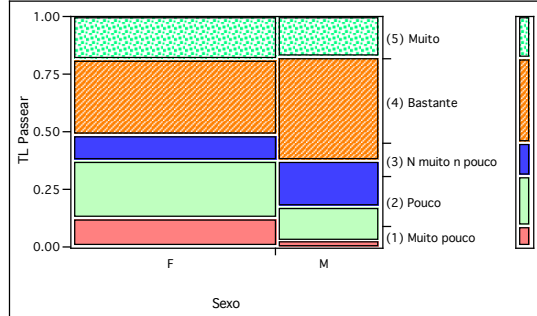 1.00
0.75
0.50
0.25
0.00
TL Passear
(5) Muito
(4) Bastante
(3) N muito n pouco
(2) Pouco
(1) Muito pouco
F
M
Sexo